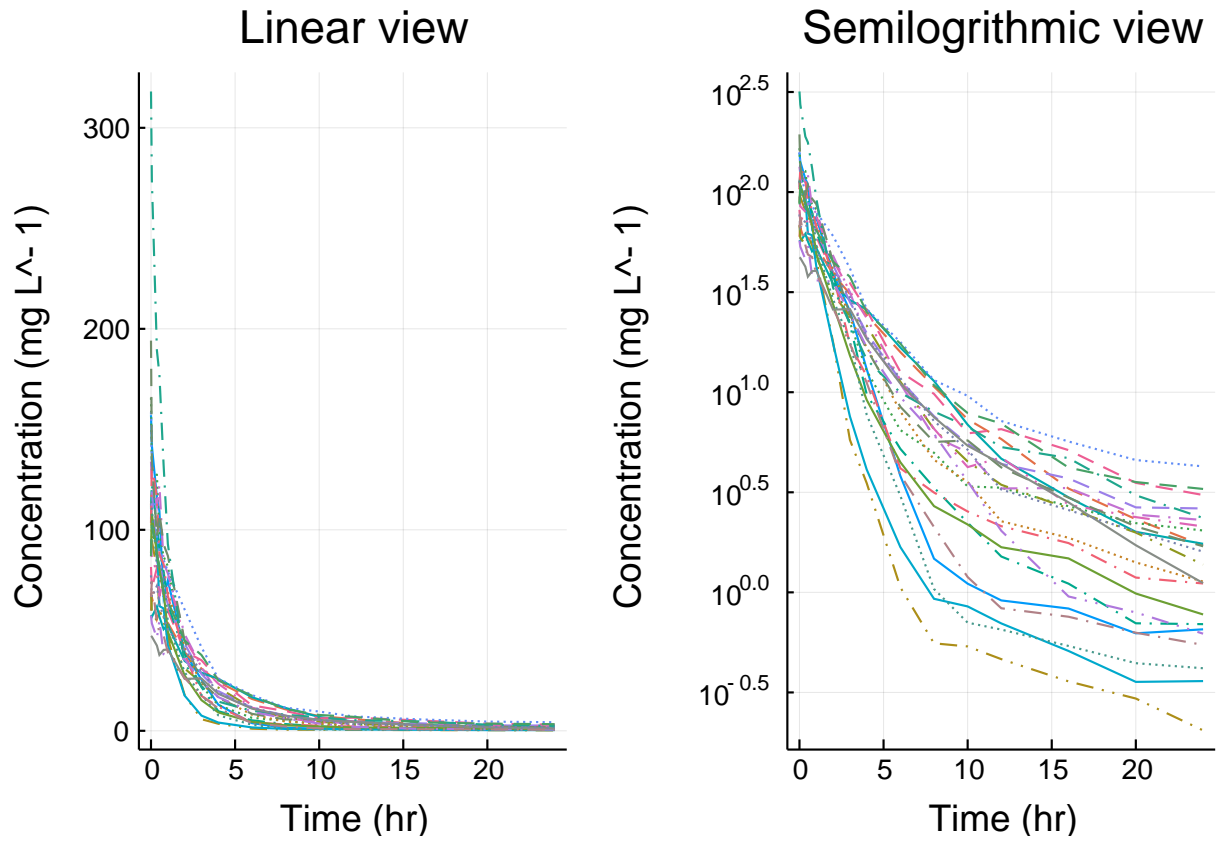 Linear view
Concentration (mg L^- 1)
300
200
100
0
0 5 10 15 20
Time (hr)
Semilogrithmic view
Concentration (mg L^- 1)
10^2.5
10^2.0
10^1.5
10^1.0
10^0.5
10^0.0
10^- 0.5
0 5 10 15 20
Time (hr)